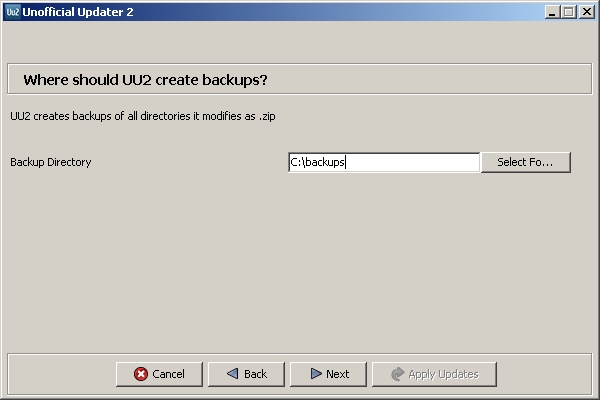 Uu2 Unofficial Updater 2
Where should UU2 create backups?
UU2 creates backups of all directories it modifies as .zip
Backup Directory C:\backups Select Fo...
Cancel Back Next Apply Updates